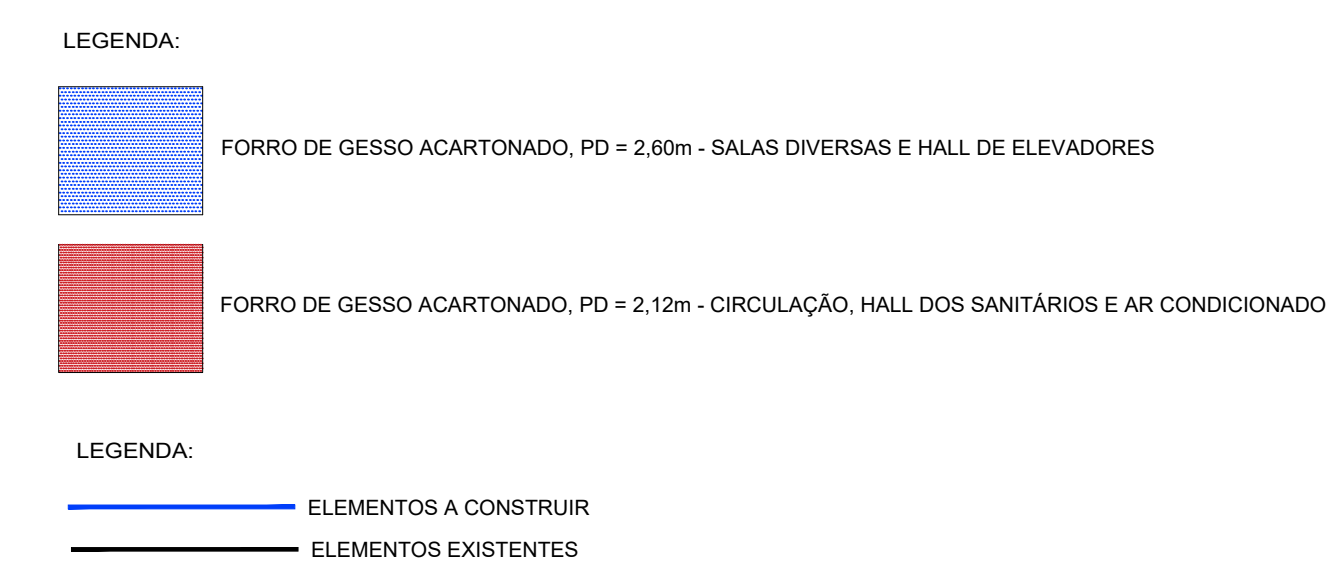 LEGENDA:
FORRO DE GESSO ACARTONADO, PD = 2,60m - SALAS DIVERSAS E HALL DE ELEVADORES
FORRO DE GESSO ACARTONADO, PD = 2,12m - CIRCULAÇÃO, HALL DOS SANITÁRIOS E AR CONDICIONADO
LEGENDA:
ELEMENTOS A CONSTRUIR
ELEMENTOS EXISTENTES